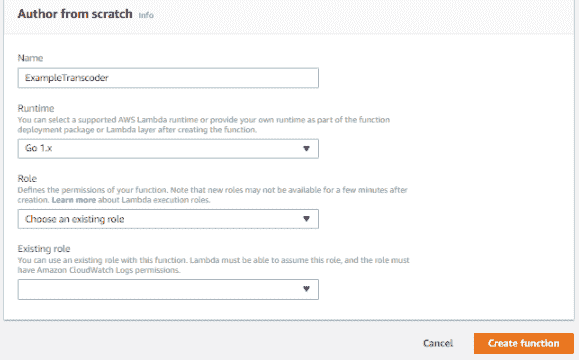 Author from scratch Info
Name
ExampleTranscoder
Runtime
You can select a supported AWS Lambda runtime or provide your own runtime as part of the function
deployment package or Lambda layer after creating the function.
Go 1.x
Role
Defines the permissions of your function. Note that new roles may not be available for a few minutes after
creation. Learn more about Lambda execution roles.
Choose an existing role
Existing role
You can use an existing role with this function. Lambda must be able to assume this role, and the role must
have Amazon CloudWatch Logs permissions.
Cancel Create function